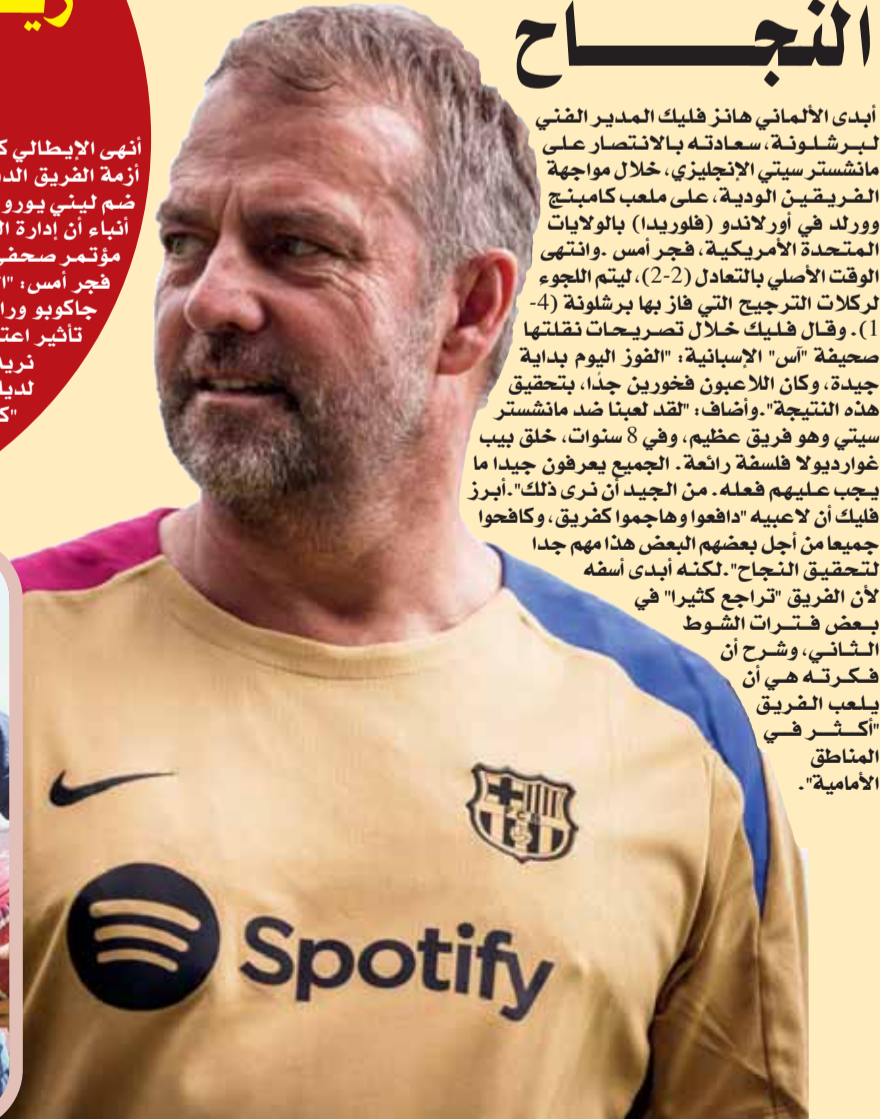 النجـــــاح
أبدى الألماني هانز فليك المدير الفني
لبرشلونة، سعادته بالانتصار على
مانشستر سيتي الإنجليزي، خلال مواجهة
الفريقين الودية، على ملعب كامبنج
وورلد في أورلاندو (فلوريدا) بالولايات
المتحدة الأمريكية، فجر أمس .وانتهى
الوقت الأصلي بالتعادل (2-2)، ليتم اللجوء
لركلات الترجيح التي فاز بها برشلونة (4-
1). وقال فليك خلال تصريحات نقلتها
صحيفة "آس" الإسبانية: "الفوز اليوم بداية
جيدة، وكان اللاعبون فخورين جدًا، بتحقيق
هذه النتيجة".وأضاف: "لقد لعبنا ضد مانشستر
سيتي وهو فريق عظيم، وفي 8 سنوات، خلق بيب
غوارديولا فلسفة رائعة. الجميع يعرفون جيدا ما
يجب عليهم فعله. من الجيد أن نرى ذلك".أبرز
فليك أن لاعبيه "دافعوا وهاجموا كفريق، وكافحوا
جميعا من أجل بعضهم البعض هذا مهم جدا
لتحقيق النجاح".لكنه أبدى أسفه
لأن الفريق "تراجع كثيرا" في
بعض فترات الشوط
الثاني، وشرح أن
فكرته هي أن
يلعب الفريق
"أكثر في
المناطق
الأمامية".
أنهى الإيطالي
أزمة الفريق
ضم ليني يورو
أنباء أن إدارة
مؤتمر صحفي
فجر أمس:
جاكوبو
تأثير
FCB
Spotify